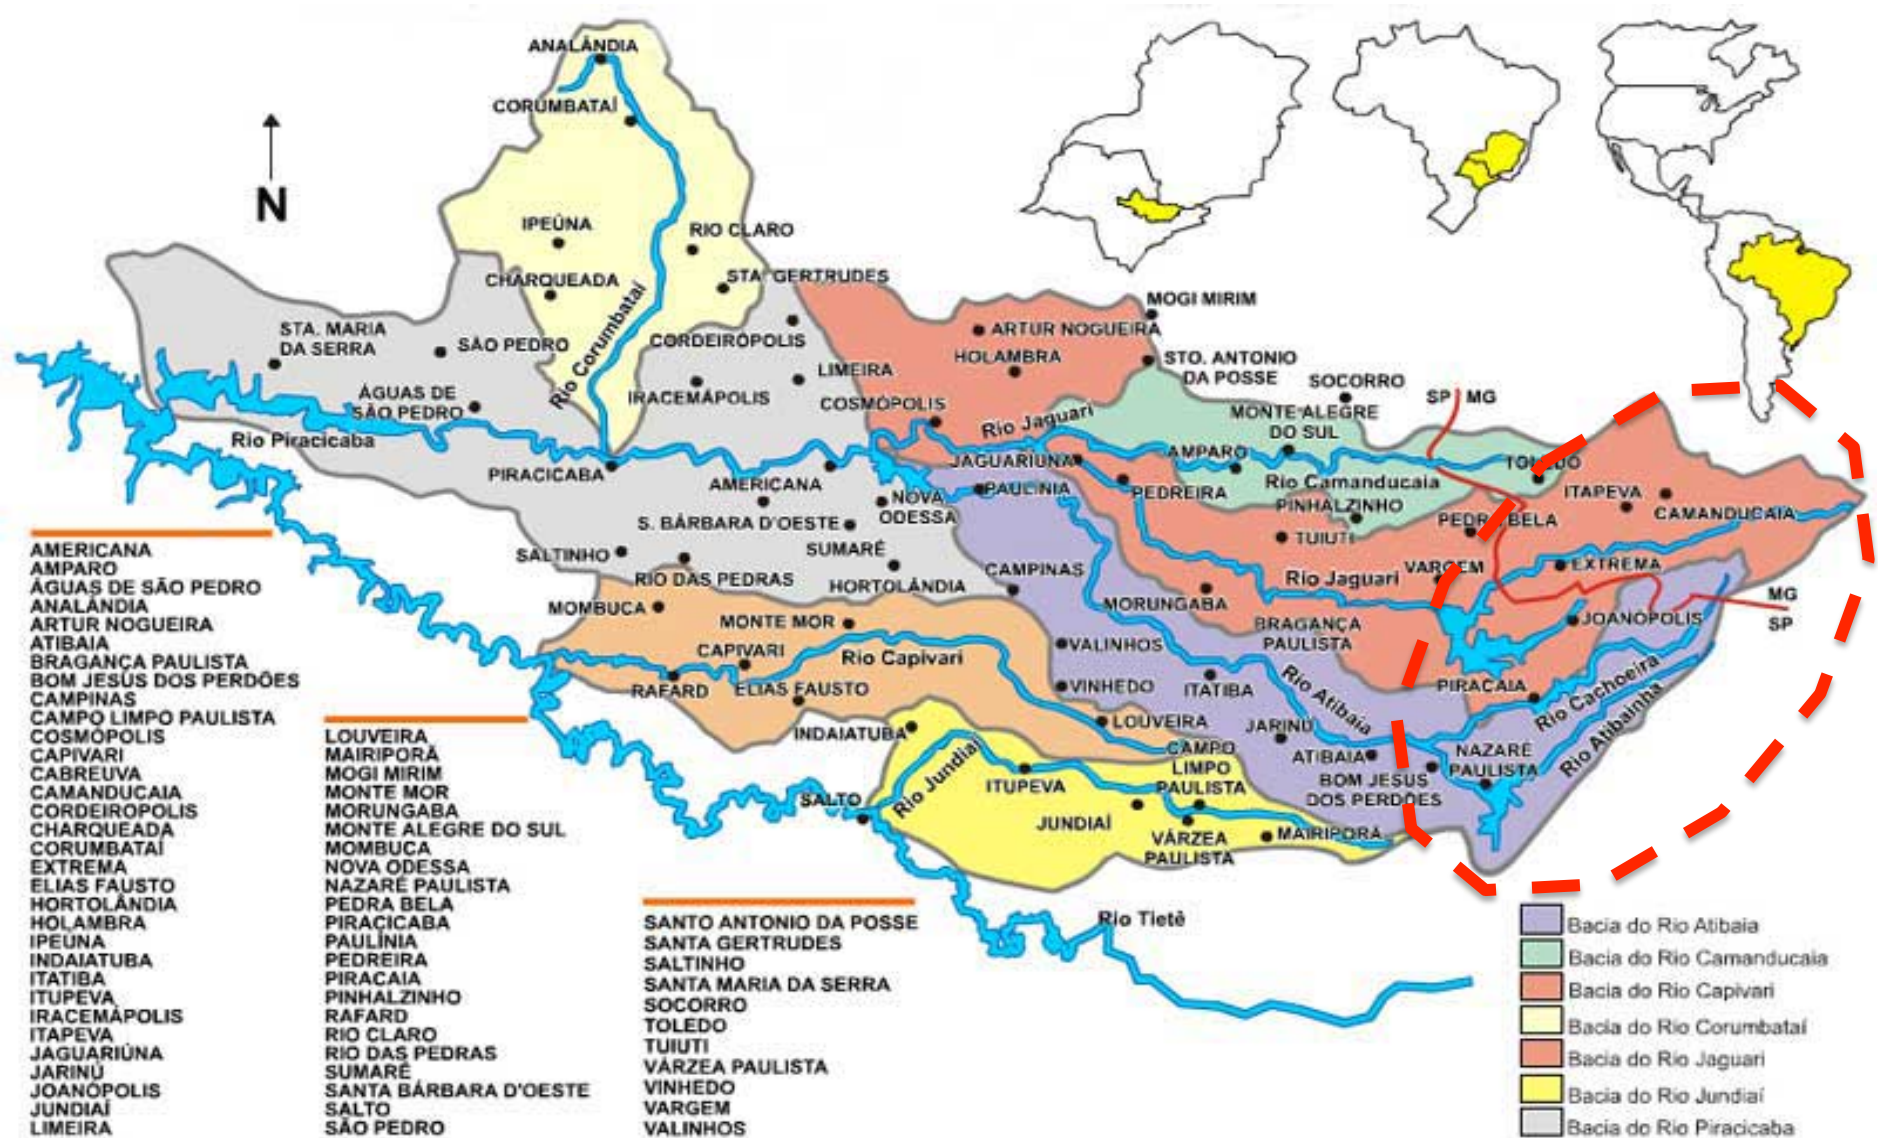 ANALÂNDIA
CORUMBATAÍ
N
IPEÚNA
RIO CLARO
CHARQUEADA
STA. GERTRUDES
Rio Corumbataí
STA. MARIA
DA SERRA
SÃO PEDRO
CORDEIRÓPOLIS
LIMEIRA
ÁGUAS DE
SÃO PEDRO
IRACEMÁPOLIS
Rio Piracicaba
PIRACICABA
AMERICANA
NOVA
ODESSA
S. BÁRBARA D'OESTE
SALTINHO
SUMARÉ
RIO DAS PEDRAS
HORTOLÂNDIA
MOGI MIRIM
ARTUR NOGUEIRA
HOLAMBRA
STO. ANTONIO
DA POSSE
SOCORRO
SP
MG
COSMÓPOLIS
Rio Jaguari
MONTE ALEGRE
DO SUL
JAGUARIUNA
AMPARO
TOLEDO
PAULÍNIA
PEDREIRA
Rio Camanducaia
ITAPEVA
PINHALZINHO
PEDRA BELA
CAMANDUCAIA
TUIUTI
CAMPINAS
Rio Jaguari
VARGEM
EXTREMA
MORUNGABA
MG
SP
BRAGANÇA
PAULISTA
JOANÓPOLIS
MOMBUCA
MONTE MOR
CAPIVARI
Rio Capivari
VALINHOS
RAFARD
ELIAS FAUSTO
VINHEDO
ITATIBA
Rio Atibaia
PIRACAIA
Rio Cachoeira
Rio Atibainha
LOUVEIRA
JARINÚ
INDAIATUBA
CAMPO
LIMPO
PAULISTA
ATIBAIA
NAZARÉ
PAULISTA
BOM JESUS
DOS PERDÕES
Rio Jundiaí
ITUPEVA
SALTO
JUNDIAÍ
VÁRZEA
PAULISTA
MAIRIPORÃ
Rio Tietê
AMERICANA
AMPARO
ÁGUAS DE SÃO PEDRO
ANALÂNDIA
ARTUR NOGUEIRA
ATIBAIA
BRAGANÇA PAULISTA
BOM JESÚS DOS PERDÕES
CAMPINAS
CAMPO LIMPO PAULISTA
COSMÓPOLIS
CAPIVARI
CABREUVA
CAMANDUCAIA
CORDEIROPOLIS
CHARQUEADA
CORUMBATAÍ
EXTREMA
ELIAS FAUSTO
HORTOLÂNDIA
HOLAMBRA
IPEÚNA
INDAIATUBA
ITATIBA
ITUPEVA
IRACEMÁPOLIS
ITAPEVA
JAGUARIÚNA
JARINÚ
JOANÓPOLIS
JUNDIAÍ
LIMEIRA
LOUVEIRA
MAIRIPORÃ
MOGI MIRIM
MONTE MOR
MORUNGABA
MONTE ALEGRE DO SUL
MOMBUCA
NOVA ODESSA
NAZARÉ PAULISTA
PEDRA BELA
PIRACICABA
PAULÍNIA
PEDREIRA
PIRACAIA
PINHALZINHO
RAFARD
RIO CLARO
RIO DAS PEDRAS
SUMARÉ
SANTA BÁRBARA D'OESTE
SALTO
SÃO PEDRO
SANTO ANTONIO DA POSSE
SANTA GERTRUDES
SALTINHO
SANTA MARIA DA SERRA
SOCORRO
TOLEDO
TUIUTI
VÁRZEA PAULISTA
VINHEDO
VARGEM
VALINHOS
Bacia do Rio Atibaia
Bacia do Rio Camanducaia
Bacia do Rio Capivari
Bacia do Rio Corumbataí
Bacia do Rio Jaguari
Bacia do Rio Jundiaí
Bacia do Rio Piracicaba